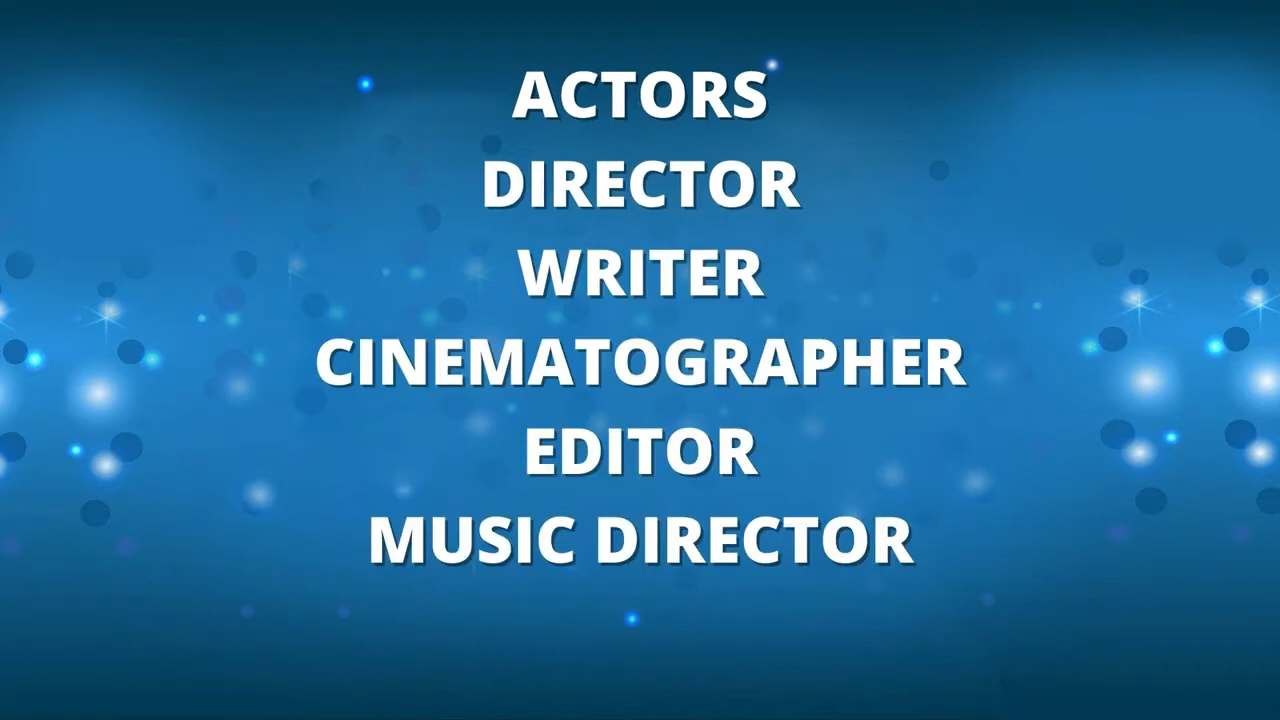 ACTORS
DIRECTOR
WRITER
CINEMATOGRAPHER
EDITOR
MUSIC DIRECTOR